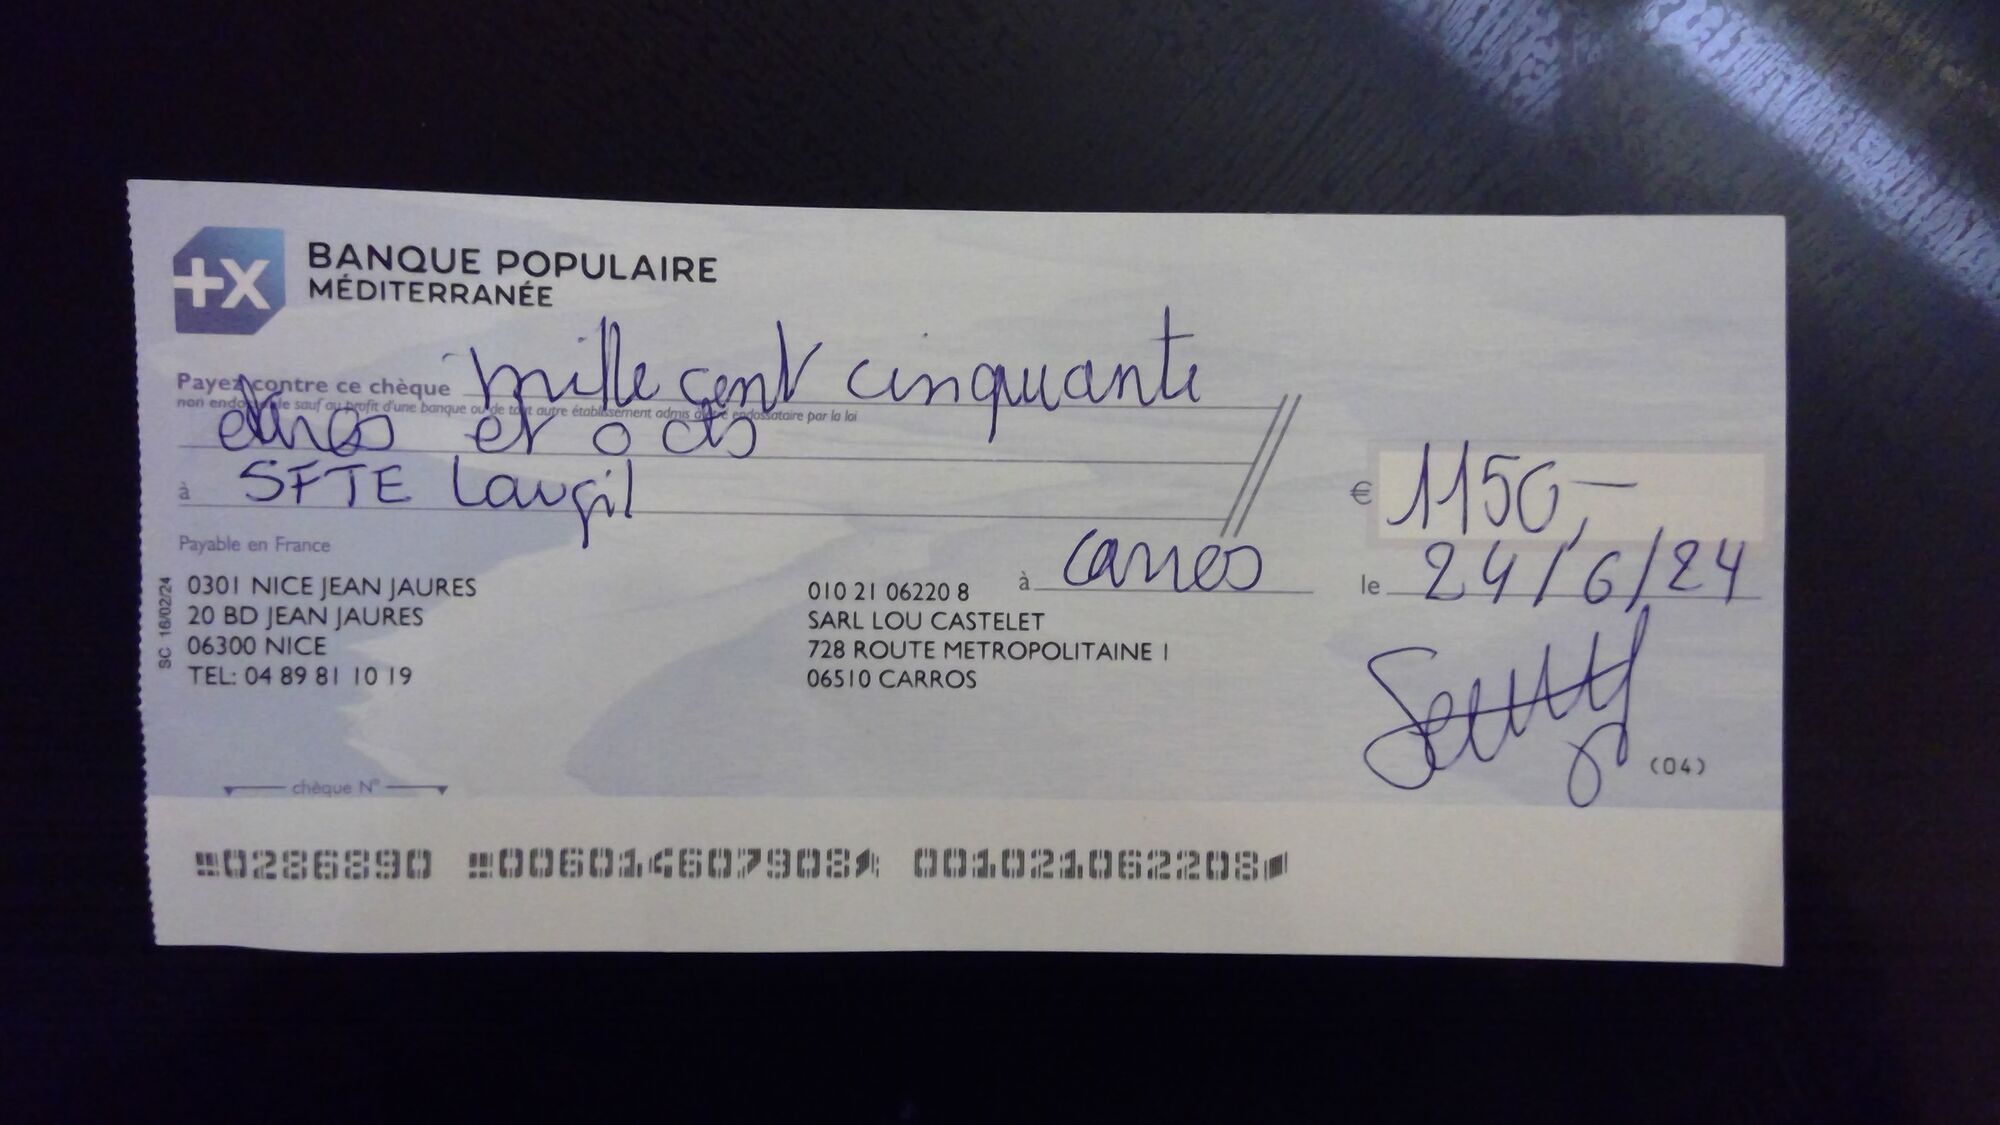 +X BANQUE POPULAIRE
MÉDITERRANÉE
Payez contre ce chèque mille cent cinquante
non endossable sauf au profit d'une banque ou de tout autre établissement admis comme endossataire par la loi
euros et 0 cts
à SFTE Laugil
€ 1150,-
Payable en France
à Carros le 24/6/24
SC 16/02/24
0301 NICE JEAN JAURES
20 BD JEAN JAURES
06300 NICE
TEL: 04 89 81 10 19
010 21 06220 8
SARL LOU CASTELET
728 ROUTE METROPOLITAINE 1
06510 CARROS
(04)
chèque N°
0286890 006014607908 001021062208